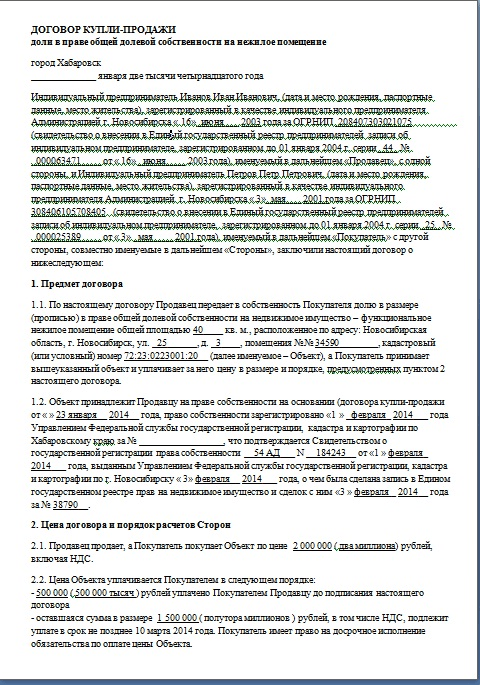 ДОГОВОР КУПЛИ-ПРОДАЖИ
доли в праве общей долевой собственности на нежилое помещение
город Хабаровск
______________ января две тысячи четырнадцатого года
Индивидуальный предприниматель Иванов Иван Иванович, (дата и место рождения, паспортные
данные, место жительства), зарегистрированный в качестве индивидуального предпринимателя
Администрацией г. Новосибирска « 16» июня 2003 года за ОГРНИП 208407303021075
(свидетельство о внесении в Единый государственный реестр предпринимателей записи об
индивидуальном предпринимателе, зарегистрированном до 01 января 2004 г., серии 44 №
000063471 от « 16» июня 2003 года), именуемый в дальнейшем «Продавец», с одной
стороны, и Индивидуальный предприниматель Петров Петр Петрович, (дата и место рождения,
паспортные данные, место жительства), зарегистрированный в качестве индивидуального
предпринимателя Администрацией г. Новосибирска « 3» мая 2001 года за ОГРНИП
308406105708405 (свидетельство о внесении в Единый государственный реестр предпринимателей
записи об индивидуальном предпринимателе, зарегистрированном до 01 января 2004 г. серии 25 №
000025389 от « 3» мая 2001 года), именуемый в дальнейшем «Покупатель» с другой
стороны, совместно именуемые в дальнейшем «Стороны», заключили настоящий договор о
нижеследующем:
1. Предмет договора
1.1. По настоящему договору Продавец передает в собственность Покупателя долю в размере
(прописью) в праве общей долевой собственности на недвижимое имущество – функциональное
нежилое помещение общей площадью 40 кв. м., расположенное по адресу: Новосибирская
область, г. Новосибирск, ул. 25 , д. 3 , помещения №№ 34590 , кадастровый
(или условный) номер 72:23:0223001:20 (далее именуемое – Объект), а Покупатель принимает
вышеуказанный объект и уплачивает за него цену в размере и порядке, предусмотренных пунктом 2
настоящего договора.
1.2. Объект принадлежит Продавцу на праве собственности на основании (договора купли-продажи
от « » 23 января 2014 года, право собственности зарегистрировано «1 » февраля 2014 года
Управлением Федеральной службы государственной регистрации, кадастра и картографии по
Хабаровскому краю за № __________________, что подтверждается Свидетельством о
государственной регистрации права собственности 54 АД N 184243 от «1 » февраля
2014 года, выданным Управлением Федеральной службы государственной регистрации, кадастра
и картографии по г. Новосибирску « 3» февраля 2014 года, о чем была сделана запись в Едином
государственном реестре прав на недвижимое имущество и сделок с ним «3 » февраля 2014 года
за № 38790 .
2. Цена договора и порядок расчетов Сторон
2.1. Продавец продает, а Покупатель покупает Объект по цене 2 000 000 ( два миллиона) рублей,
включая НДС.
2.2. Цена Объекта уплачивается Покупателем в следующем порядке:
- 500 000 ( 500 000 тысяч ) рублей уплачено Покупателем Продавцу до подписания настоящего
договора
- оставшаяся сумма в размере 1 500 000 ( полутора миллионов ) рублей, в том числе НДС, подлежит
уплате в срок не позднее 10 марта 2014 года. Покупатель имеет право на досрочное исполнение
обязательства по оплате цены Объекта.